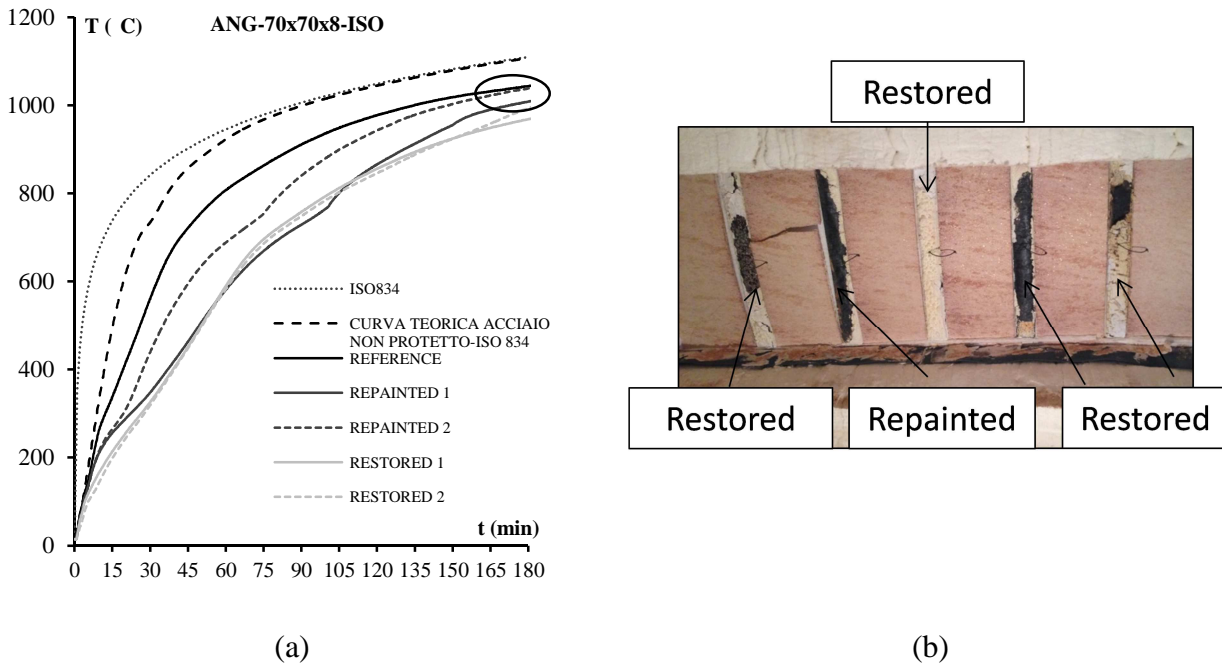 T ( C)
ANG-70x70x8-ISO
1200
1000
800
600
400
200
0
ISO834
CURVA TEORICA ACCIAIO
NON PROTETTO-ISO 834
REFERENCE
REPAINTED 1
REPAINTED 2
RESTORED 1
RESTORED 2
t (min)
0 15 30 45 60 75 90 105 120 135 150 165 180
(a)
Restored
Restored
Repainted
Restored
(b)